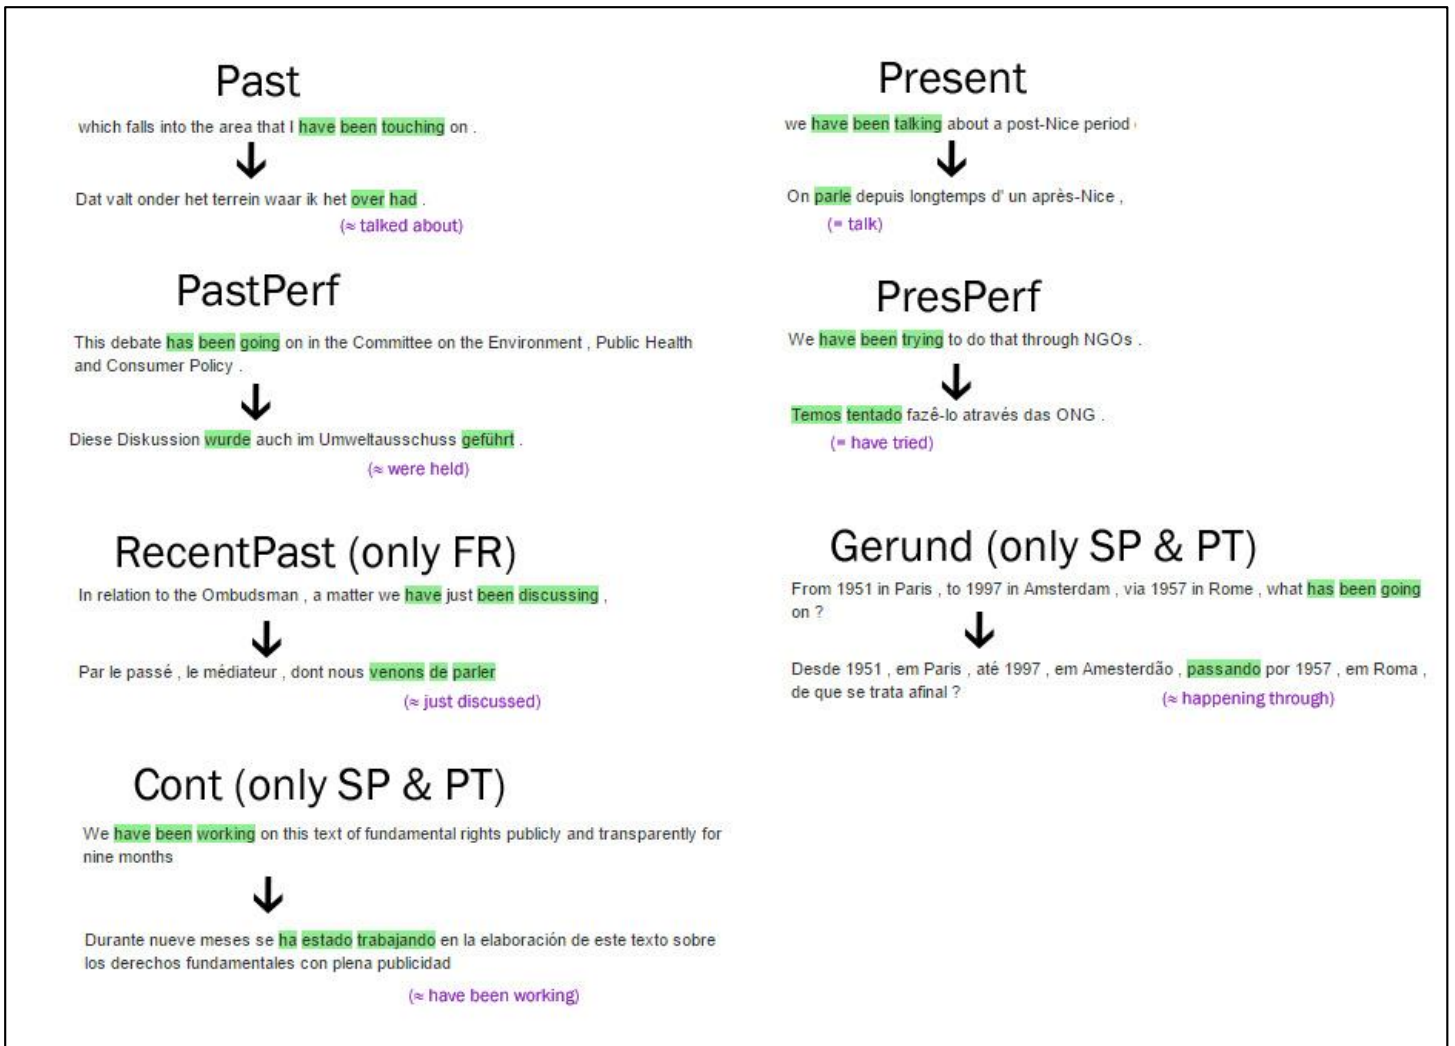 Past
which falls into the area that I have been touching on .
Dat valt onder het terrein waar ik het over had .
(≈ talked about)
Present
we have been talking about a post-Nice period
On parle depuis longtemps d' un après-Nice ,
(= talk)
PastPerf
This debate has been going on in the Committee on the Environment , Public Health
and Consumer Policy .
Diese Diskussion wurde auch im Umweltausschuss geführt .
(≈ were held)
PresPerf
We have been trying to do that through NGOs .
Temos tentado fazê-lo através das ONG .
(= have tried)
RecentPast (only FR)
In relation to the Ombudsman , a matter we have just been discussing ,
Par le passé , le médiateur , dont nous venons de parler
(≈ just discussed)
Gerund (only SP & PT)
From 1951 in Paris , to 1997 in Amsterdam , via 1957 in Rome , what has been going
on ?
Desde 1951 , em Paris , até 1997 , em Amesterdão , passando por 1957 , em Roma ,
de que se trata afinal ?
(≈ happening through)
Cont (only SP & PT)
We have been working on this text of fundamental rights publicly and transparently for
nine months
Durante nueve meses se ha estado trabajando en la elaboración de este texto sobre
los derechos fundamentales con plena publicidad
(≈ have been working)